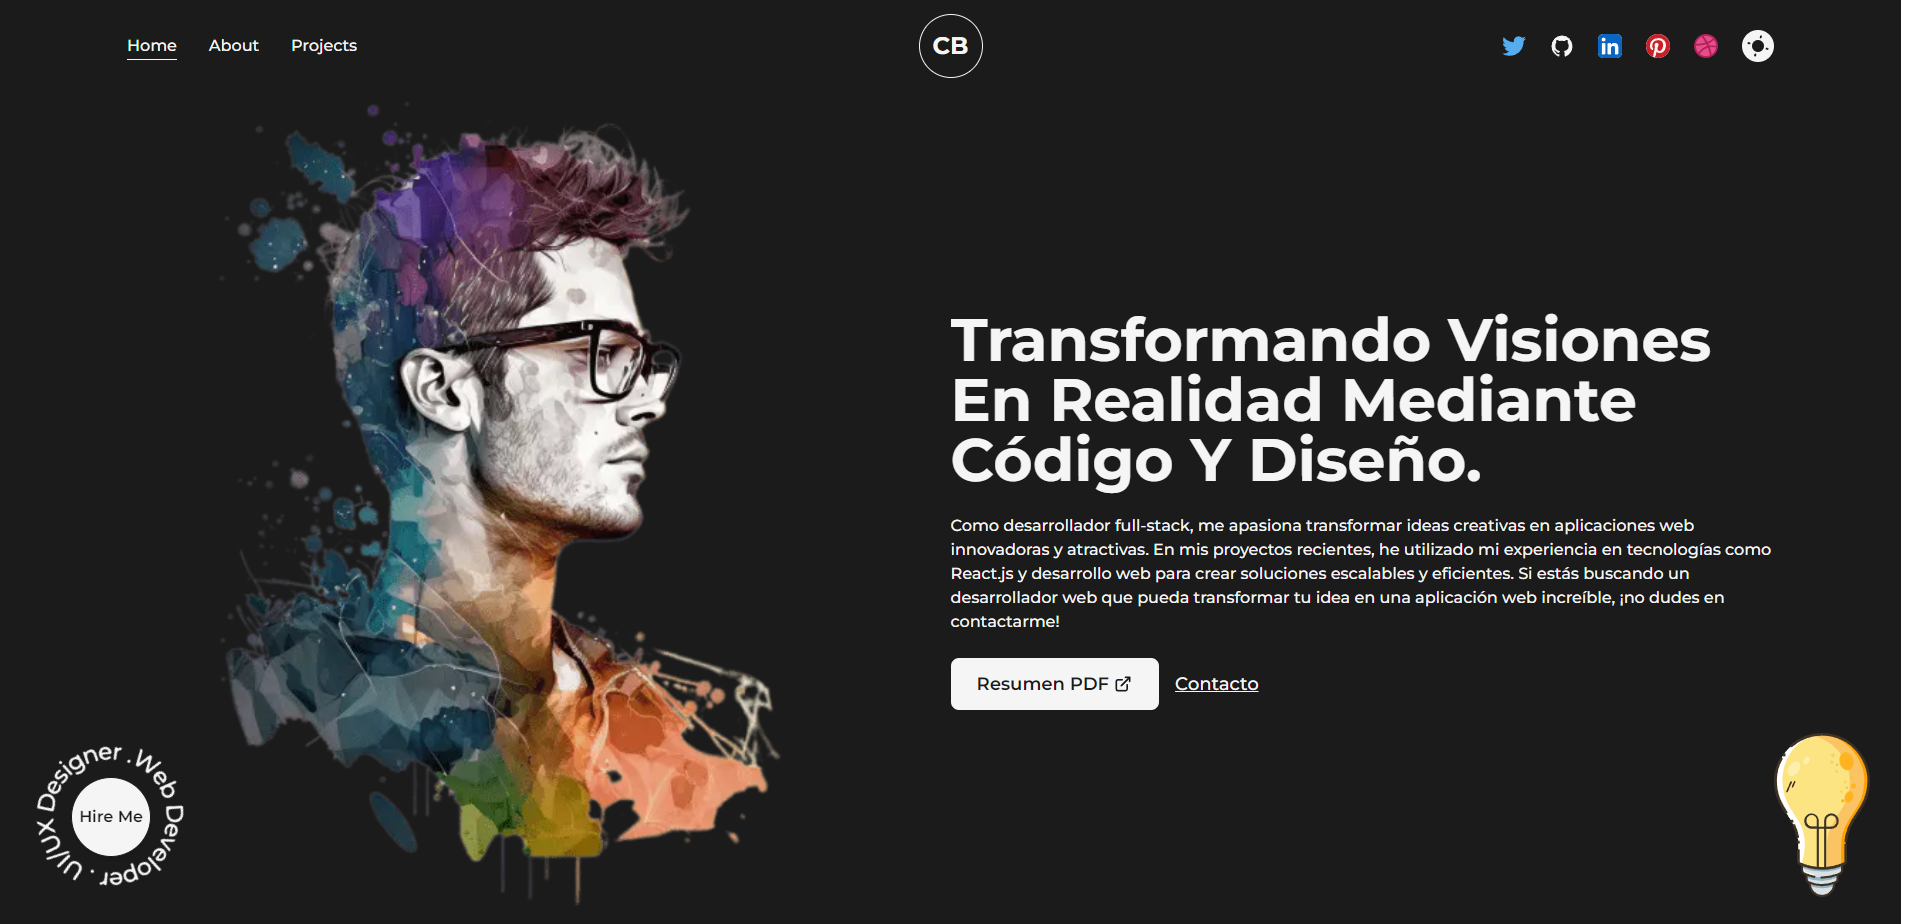 Home About Projects
CB
in
Transformando Visiones
En Realidad Mediante
Código Y Diseño.
Como desarrollador full-stack, me apasiona transformar ideas creativas en aplicaciones web
innovadoras y atractivas. En mis proyectos recientes, he utilizado mi experiencia en tecnologías como
React.js y desarrollo web para crear soluciones escalables y eficientes. Si estás buscando un
desarrollador web que pueda transformar tu idea en una aplicación web increíble, ¡no dudes en
contactarme!
Resumen PDF Contacto
Web Developer . UI/UX Designer .
Hire Me